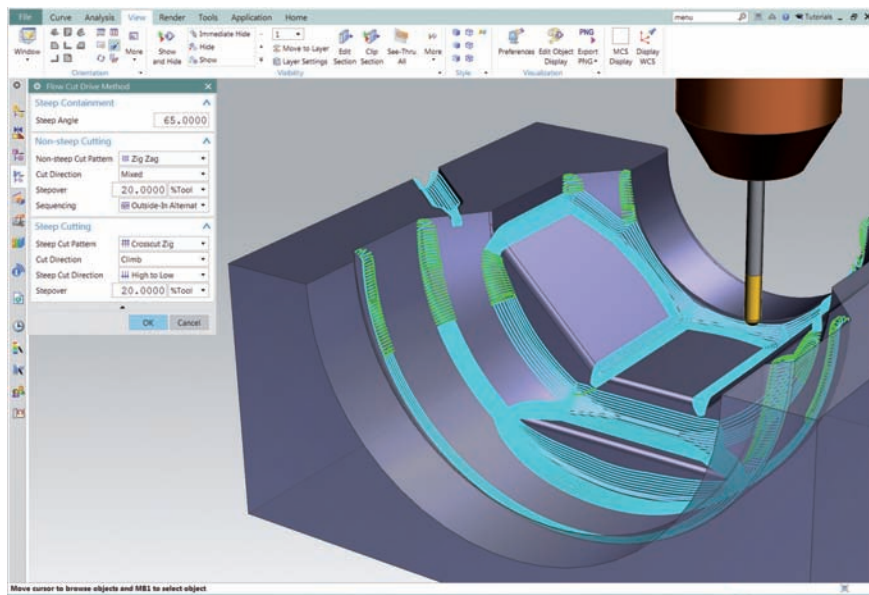 File Curve Analysis View Render Tools Application Home menu Tutorials
Window
More
Show and Hide
Immediate Hide
Hide
Show
1
Move to Layer
Layer Settings
Edit Section
Clip Section
See-Thru All
More
Preferences
Edit Object Display
Export PNG
PNG
MCS Display
Display WCS
Orientation Visibility Style Visualization
Flow Cut Drive Method
Steep Containment
Steep Angle 65.0000
Non-steep Cutting
Non-steep Cut Pattern Zig Zag
Cut Direction Mixed
Stepover 20.0000 %Tool
Sequencing Outside-In Alternat
Steep Cutting
Steep Cut Pattern Crosscut Zig
Cut Direction Climb
Steep Cut Direction High to Low
Stepover 20.0000 %Tool
OK Cancel
Move cursor to browse objects and MB1 to select object